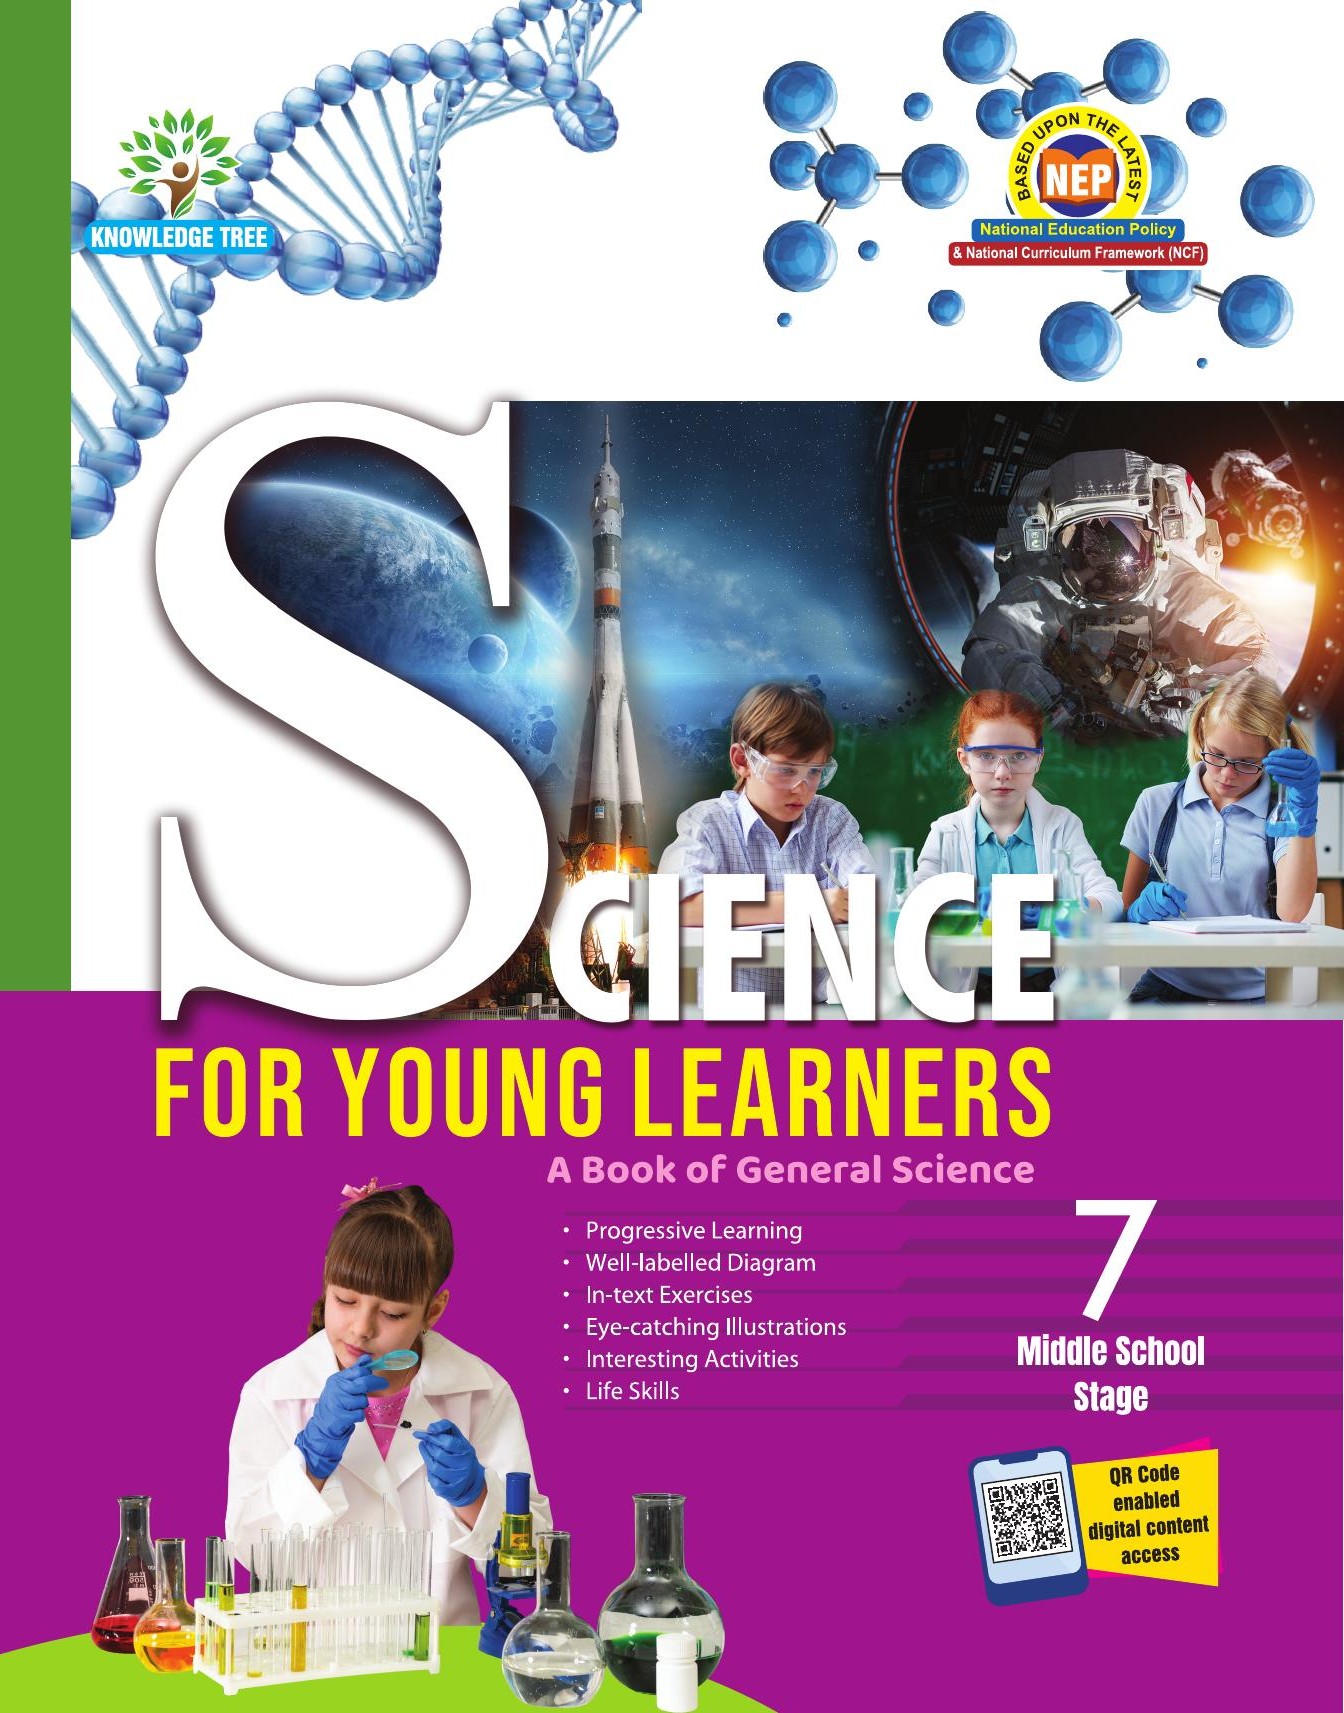 KNOWLEDGE TREE
BASED UPON THE LATEST
NEP
National Education Policy
& National Curriculum Framework (NCF)
SCIENCE
FOR YOUNG LEARNERS
A Book of General Science
• Progressive Learning
• Well-labelled Diagram
• In-text Exercises
• Eye-catching Illustrations
• Interesting Activities
• Life Skills
7
Middle School
Stage
QR Code
enabled
digital content
access